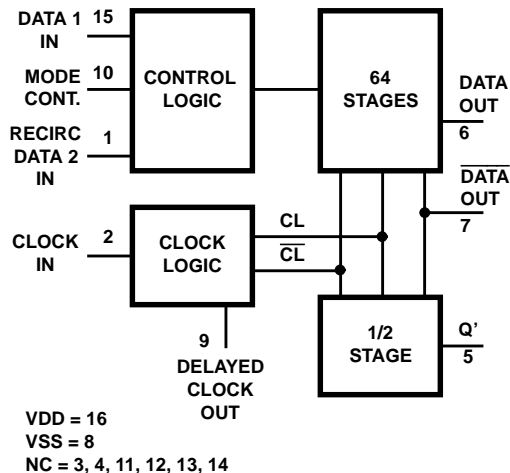 DATA 1
IN
15
MODE
CONT.
10
RECIRC
DATA 2
IN
1
CONTROL
LOGIC
64
STAGES
DATA
OUT
6
DATA
OUT
7
CLOCK
IN
2
CLOCK
LOGIC
CL
CL
9
DELAYED
CLOCK
OUT
1/2
STAGE
Q’
5
VDD = 16
VSS = 8
NC = 3, 4, 11, 12, 13, 14